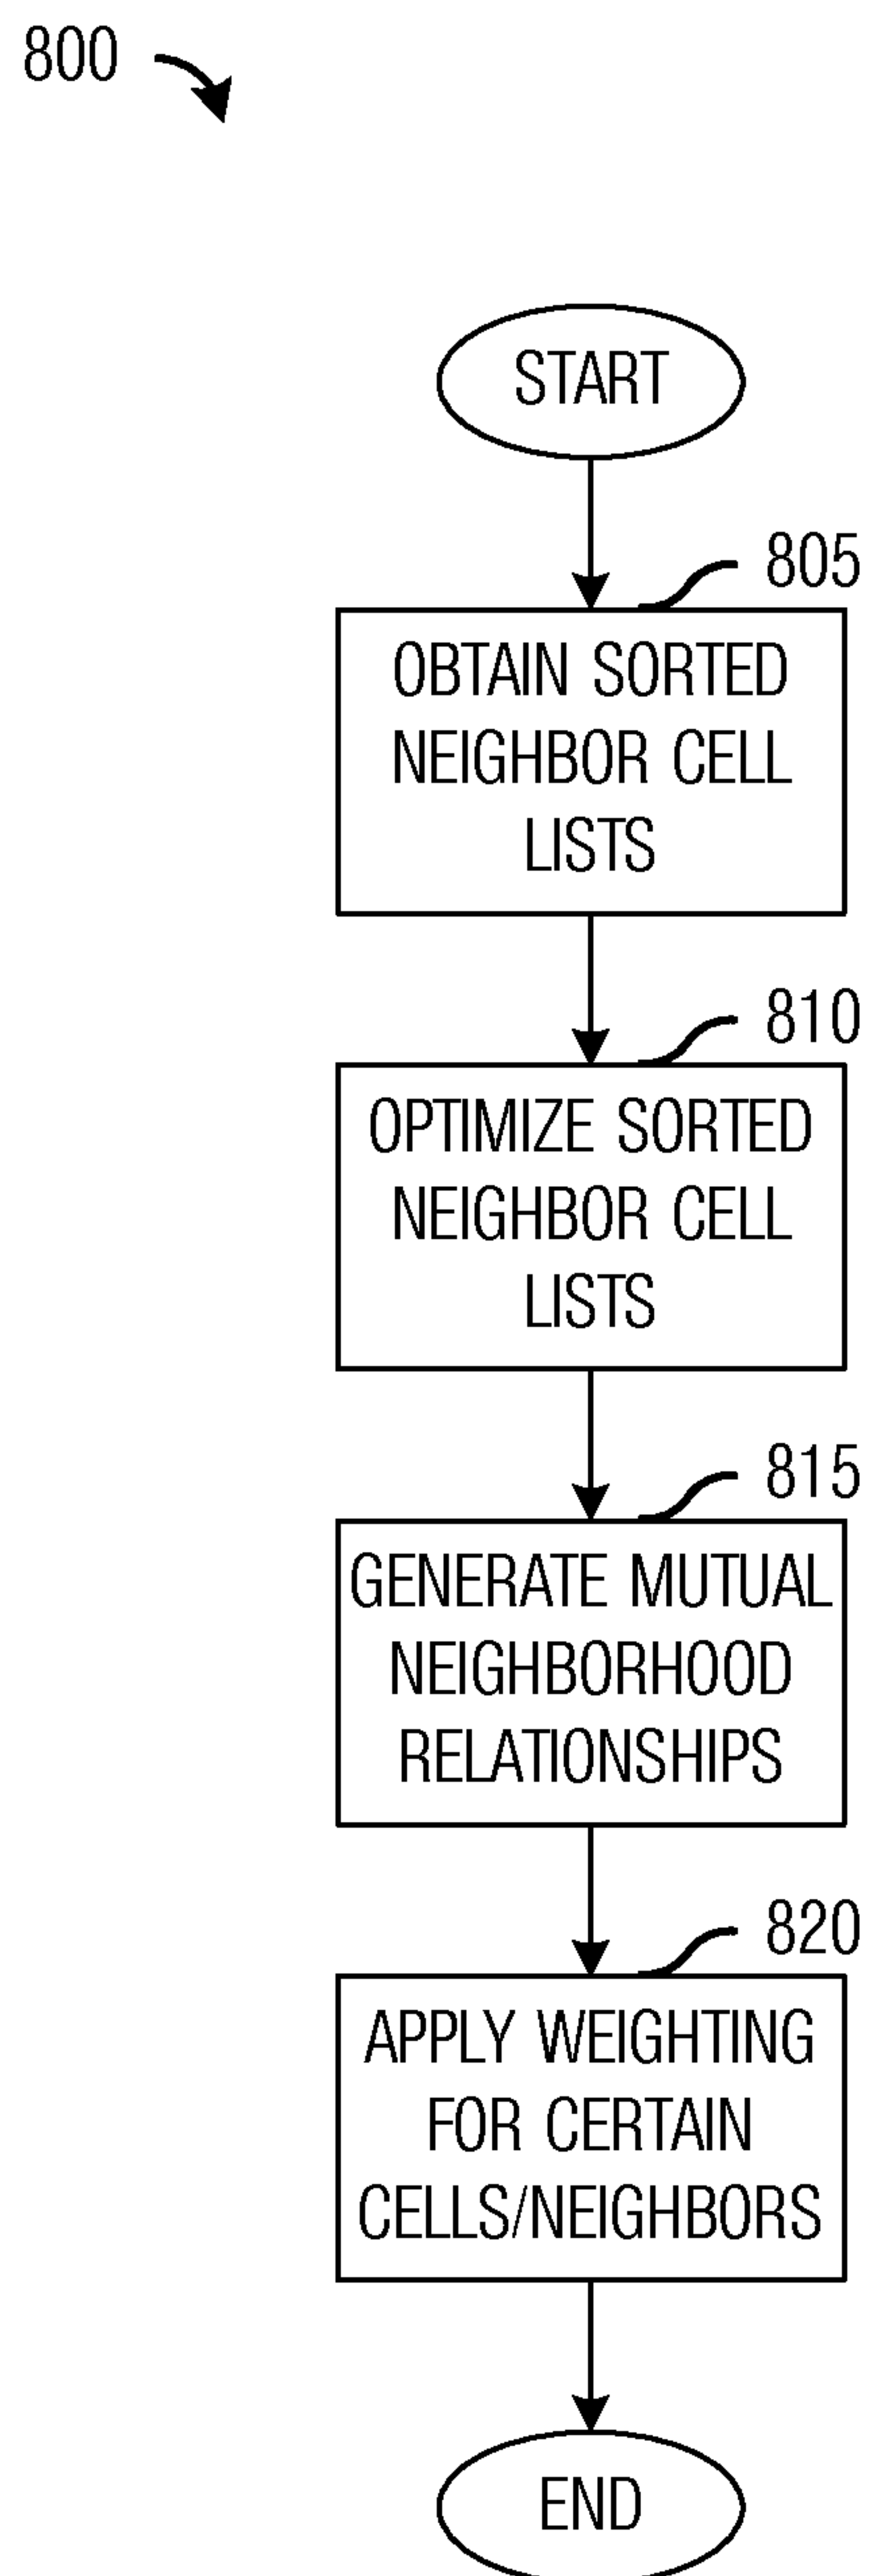 800
START
805
OBTAIN SORTED
NEIGHBOR CELL
LISTS
810
OPTIMIZE SORTED
NEIGHBOR CELL
LISTS
815
GENERATE MUTUAL
NEIGHBORHOOD
RELATIONSHIPS
820
APPLY WEIGHTING
FOR CERTAIN
CELLS/NEIGHBORS
END